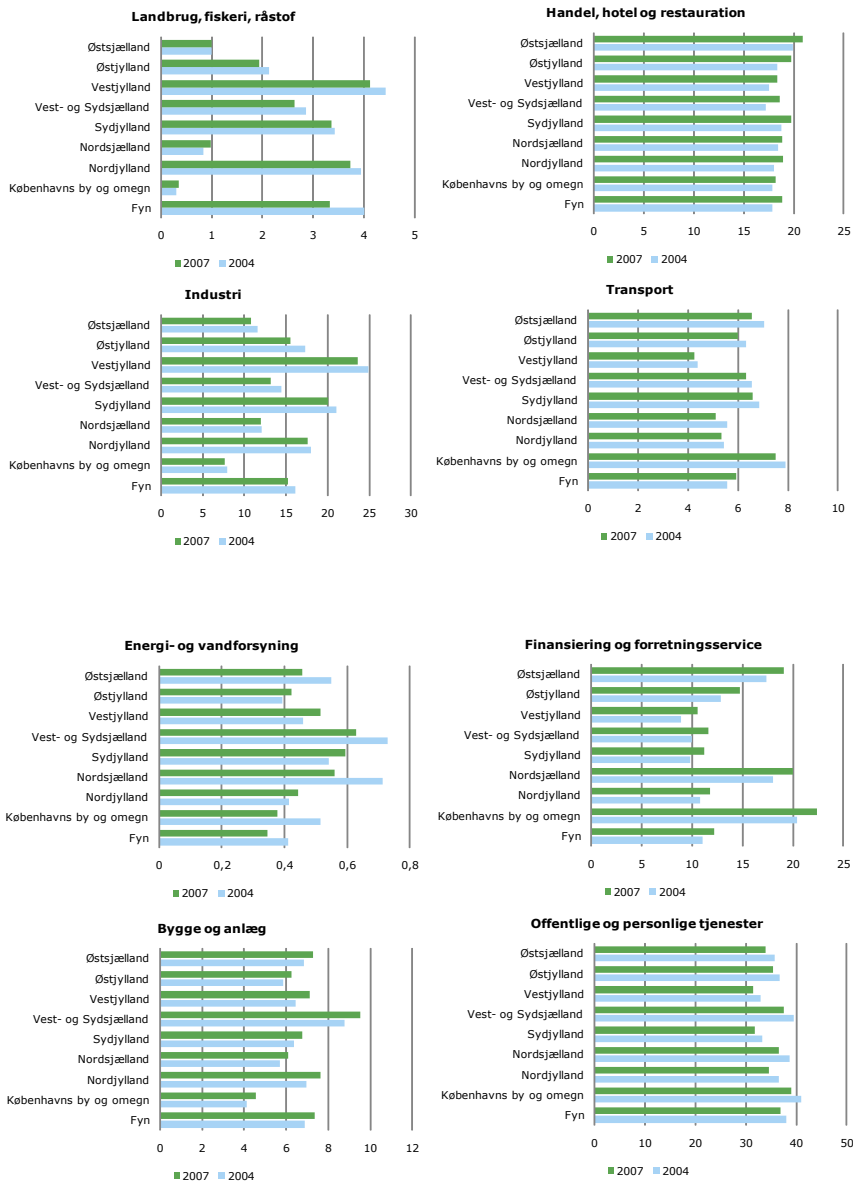 Landbrug, fiskeri, råstof
Østsjælland
Østjylland
Vestjylland
Vest- og Sydsjælland
Sydjylland
Nordsjælland
Nordjylland
Københavns by og omegn
Fyn
0 1 2 3 4 5
2007 2004
Handel, hotel og restauration
Østsjælland
Østjylland
Vestjylland
Vest- og Sydsjælland
Sydjylland
Nordsjælland
Nordjylland
Københavns by og omegn
Fyn
0 5 10 15 20 25
2007 2004
Industri
Østsjælland
Østjylland
Vestjylland
Vest- og Sydsjælland
Sydjylland
Nordsjælland
Nordjylland
Københavns by og omegn
Fyn
0 5 10 15 20 25 30
2007 2004
Transport
Østsjælland
Østjylland
Vestjylland
Vest- og Sydsjælland
Sydjylland
Nordsjælland
Nordjylland
Københavns by og omegn
Fyn
0 2 4 6 8 10
2007 2004
Energi- og vandforsyning
Østsjælland
Østjylland
Vestjylland
Vest- og Sydsjælland
Sydjylland
Nordsjælland
Nordjylland
Københavns by og omegn
Fyn
0 0,2 0,4 0,6 0,8
2007 2004
Finansiering og forretningsservice
Østsjælland
Østjylland
Vestjylland
Vest- og Sydsjælland
Sydjylland
Nordsjælland
Nordjylland
Københavns by og omegn
Fyn
0 5 10 15 20 25
2007 2004
Bygge og anlæg
Østsjælland
Østjylland
Vestjylland
Vest- og Sydsjælland
Sydjylland
Nordsjælland
Nordjylland
Københavns by og omegn
Fyn
0 2 4 6 8 10 12
2007 2004
Offentlige og personlige tjenester
Østsjælland
Østjylland
Vestjylland
Vest- og Sydsjælland
Sydjylland
Nordsjælland
Nordjylland
Københavns by og omegn
Fyn
0 10 20 30 40 50
2007 2004